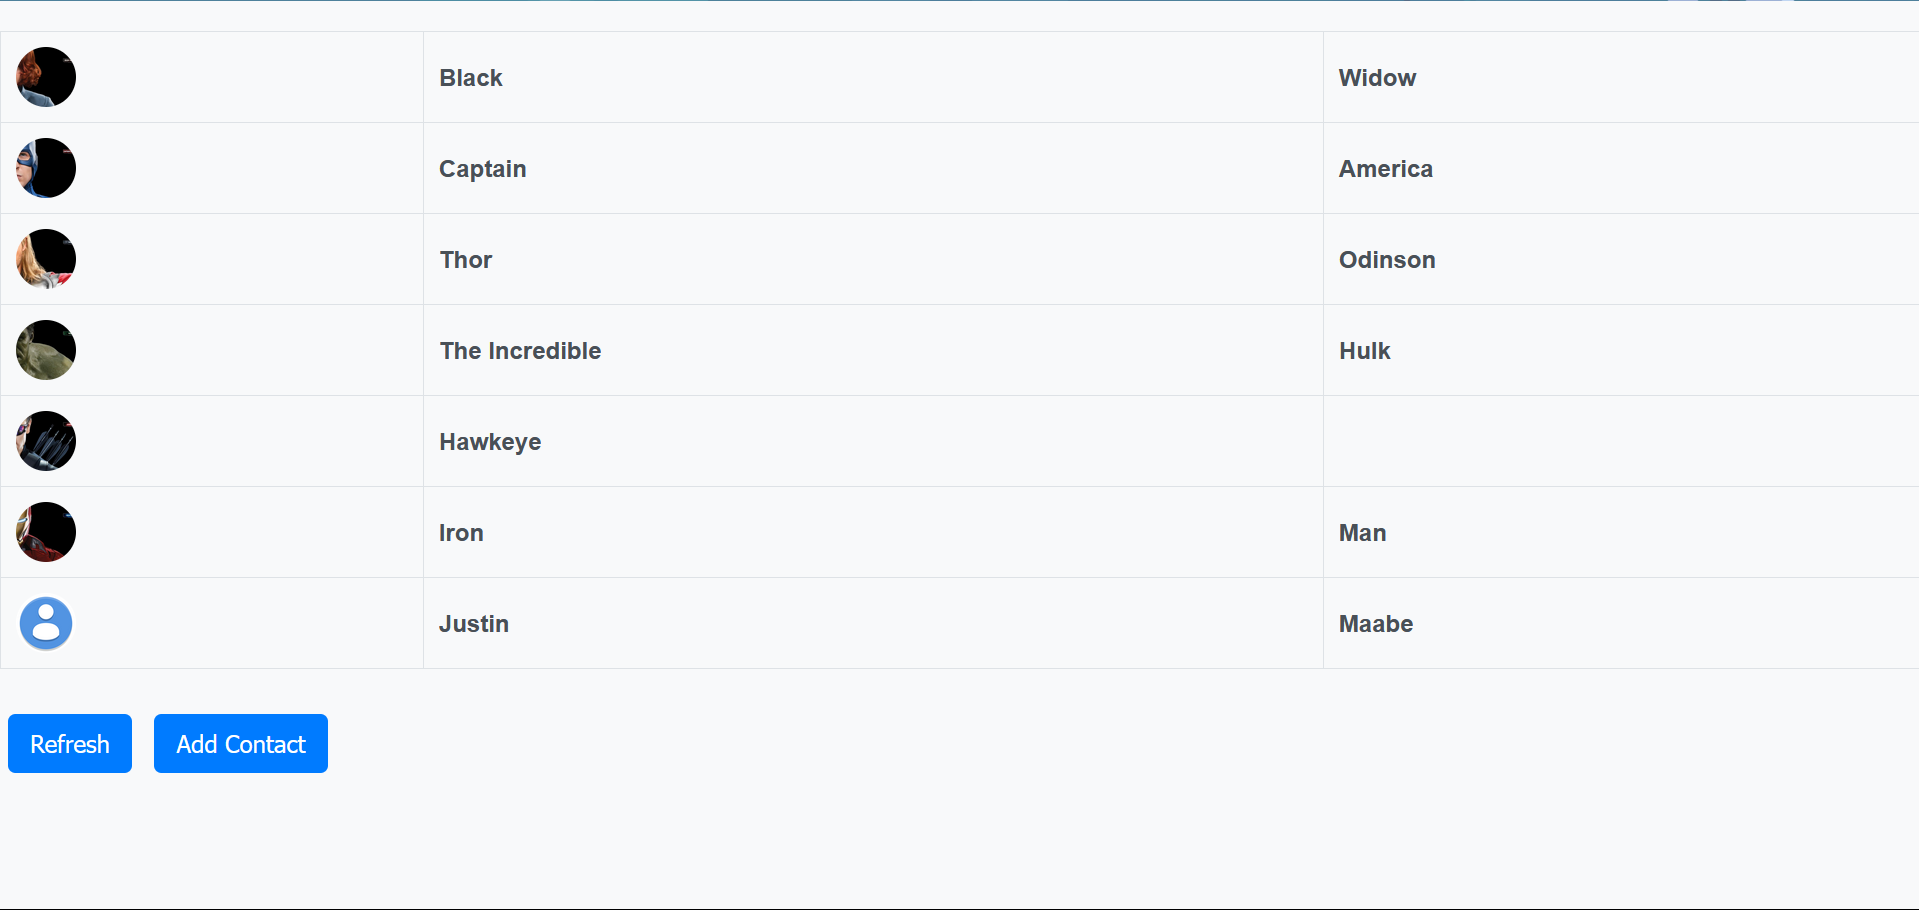 Black Widow
Captain America
Thor Odinson
The Incredible Hulk
Hawkeye
Iron Man
Justin Maabe
Refresh Add Contact